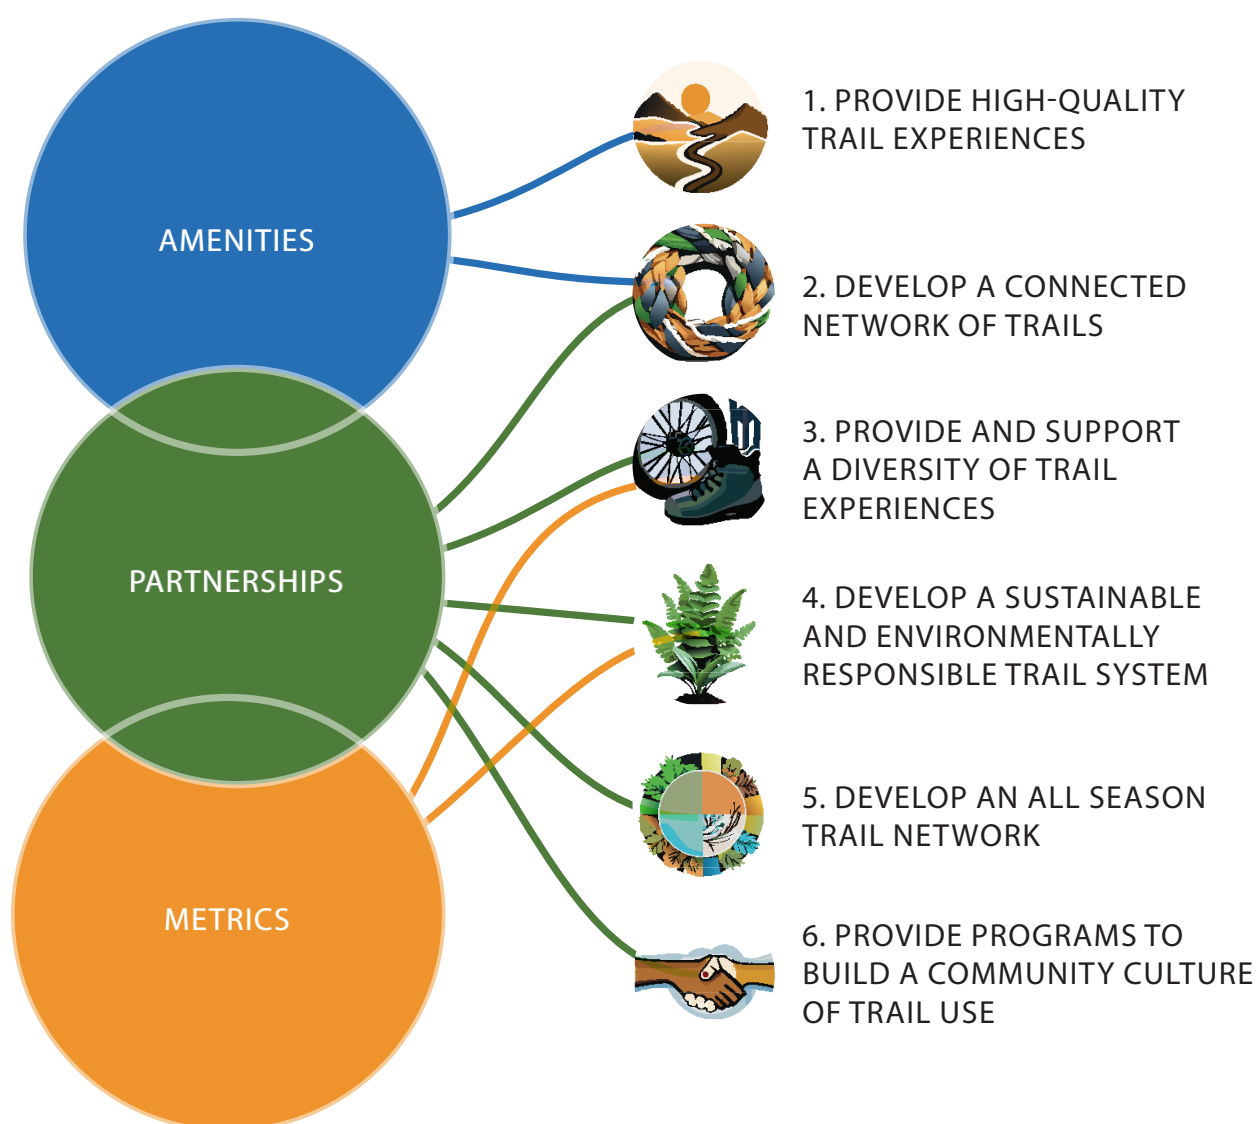 AMENITIES
PARTNERSHIPS
METRICS
1. PROVIDE HIGH-QUALITY
TRAIL EXPERIENCES
2. DEVELOP A CONNECTED
NETWORK OF TRAILS
3. PROVIDE AND SUPPORT
A DIVERSITY OF TRAIL
EXPERIENCES
4. DEVELOP A SUSTAINABLE
AND ENVIRONMENTALLY
RESPONSIBLE TRAIL SYSTEM
5. DEVELOP AN ALL SEASON
TRAIL NETWORK
6. PROVIDE PROGRAMS TO
BUILD A COMMUNITY CULTURE
OF TRAIL USE